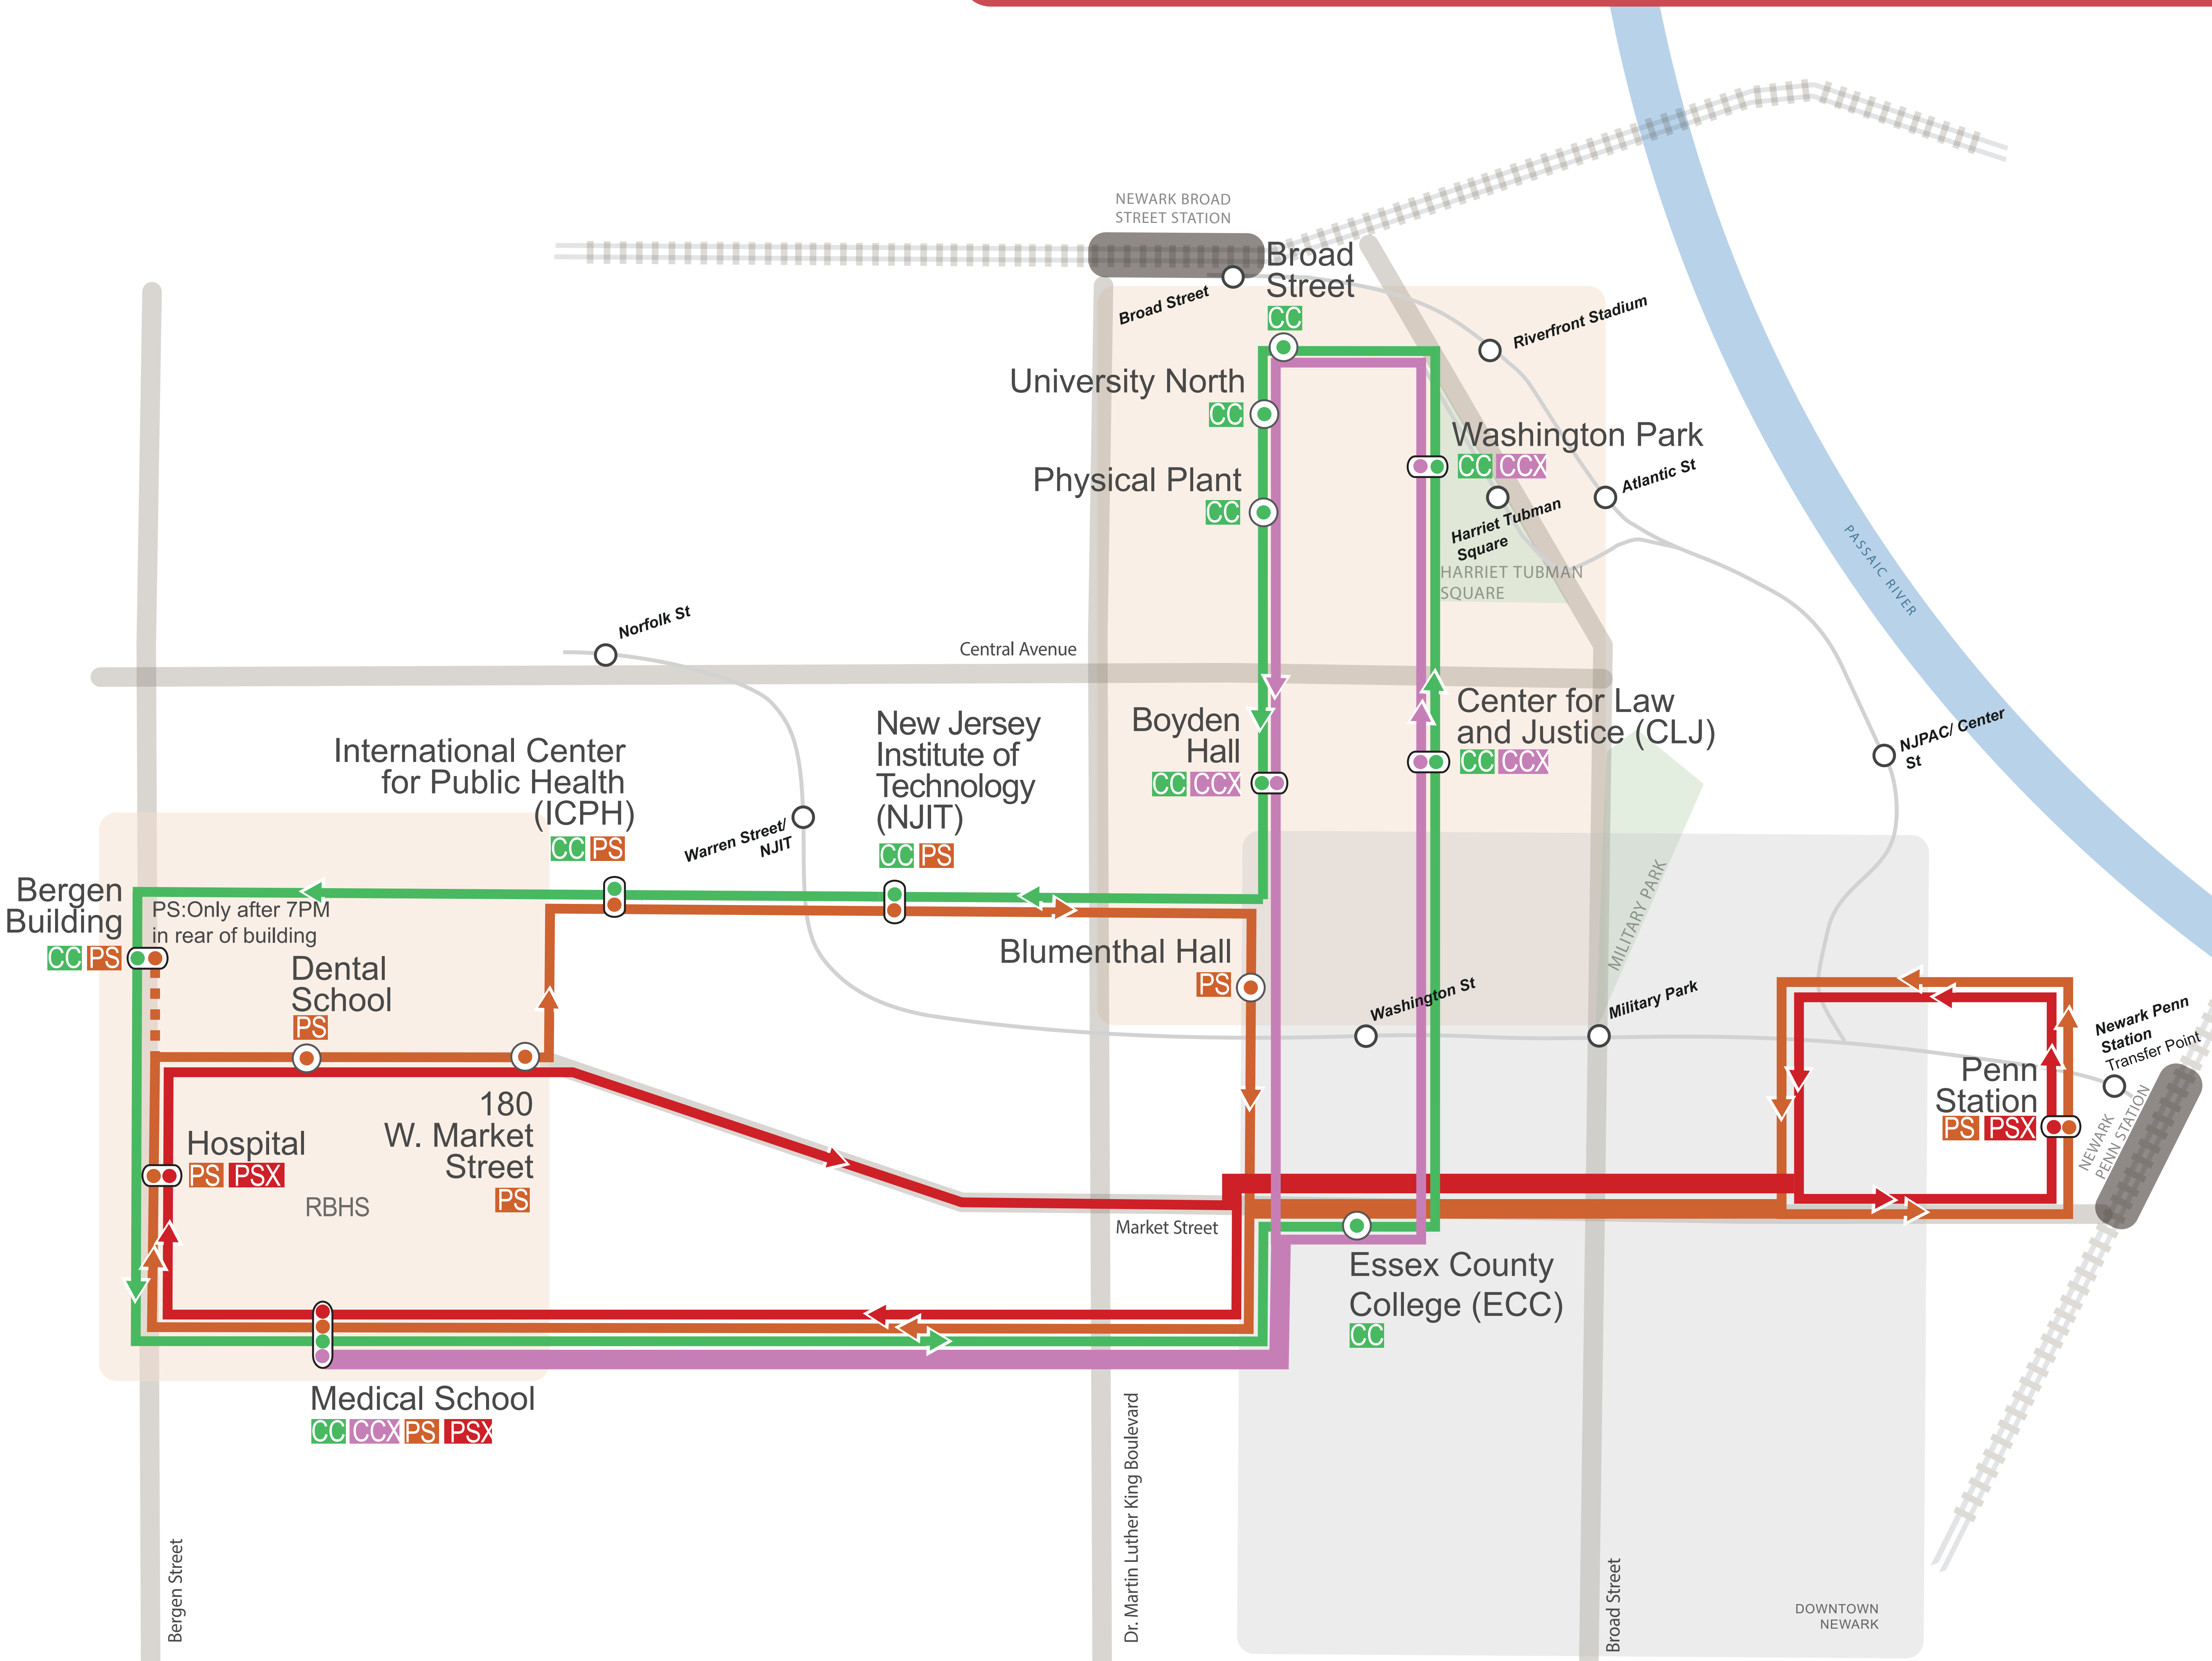 NEWARK BROAD
STREET STATION
Broad
Street
CC
Broad Street
Riverfront Stadium
University North
CC
Washington Park
CC CCX
Physical Plant
CC
Atlantic St
Harriet Tubman
Square
HARRIET TUBMAN
SQUARE
PASSAIC RIVER
Norfolk St
Central Avenue
Center for Law
and Justice (CLJ)
CC CCX
Boyden
Hall
CC CCX
NJPAC/ Center
St
New Jersey
Institute of
Technology
(NJIT)
CC PS
International Center
for Public Health
(ICPH)
CC PS
Warren Street/
NJIT
MILITARY PARK
Bergen
Building
CC PS
PS:Only after 7PM
in rear of building
Dental
School
PS
Blumenthal Hall
PS
Washington St
Military Park
Newark Penn
Station
Transfer Point
Penn
Station
PS PSX
NEWARK
PENN STATION
180
W. Market
Street
PS
Hospital
PS PSX
RBHS
Market Street
Essex County
College (ECC)
CC
Medical School
CC CCX PS PSX
Bergen Street
Dr. Martin Luther King Boulevard
Broad Street
DOWNTOWN
NEWARK